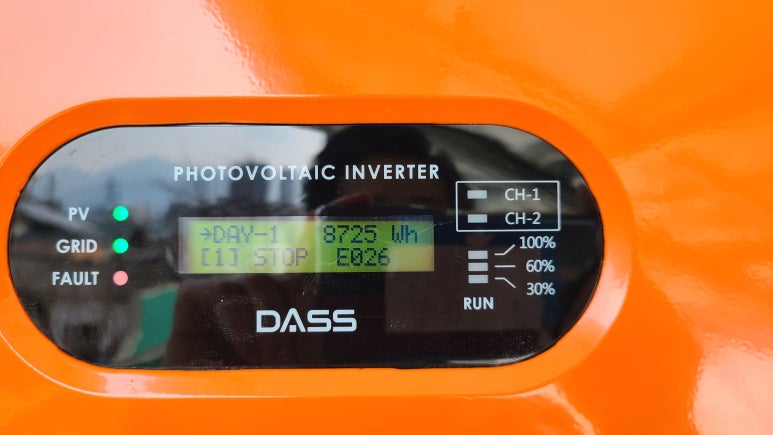 PHOTOVOLTAIC INVERTER
PV
GRID
FAULT
→DAY-1 8725 Wh
[1] STOP E026
CH-1
CH-2
100%
60%
30%
RUN
DASS